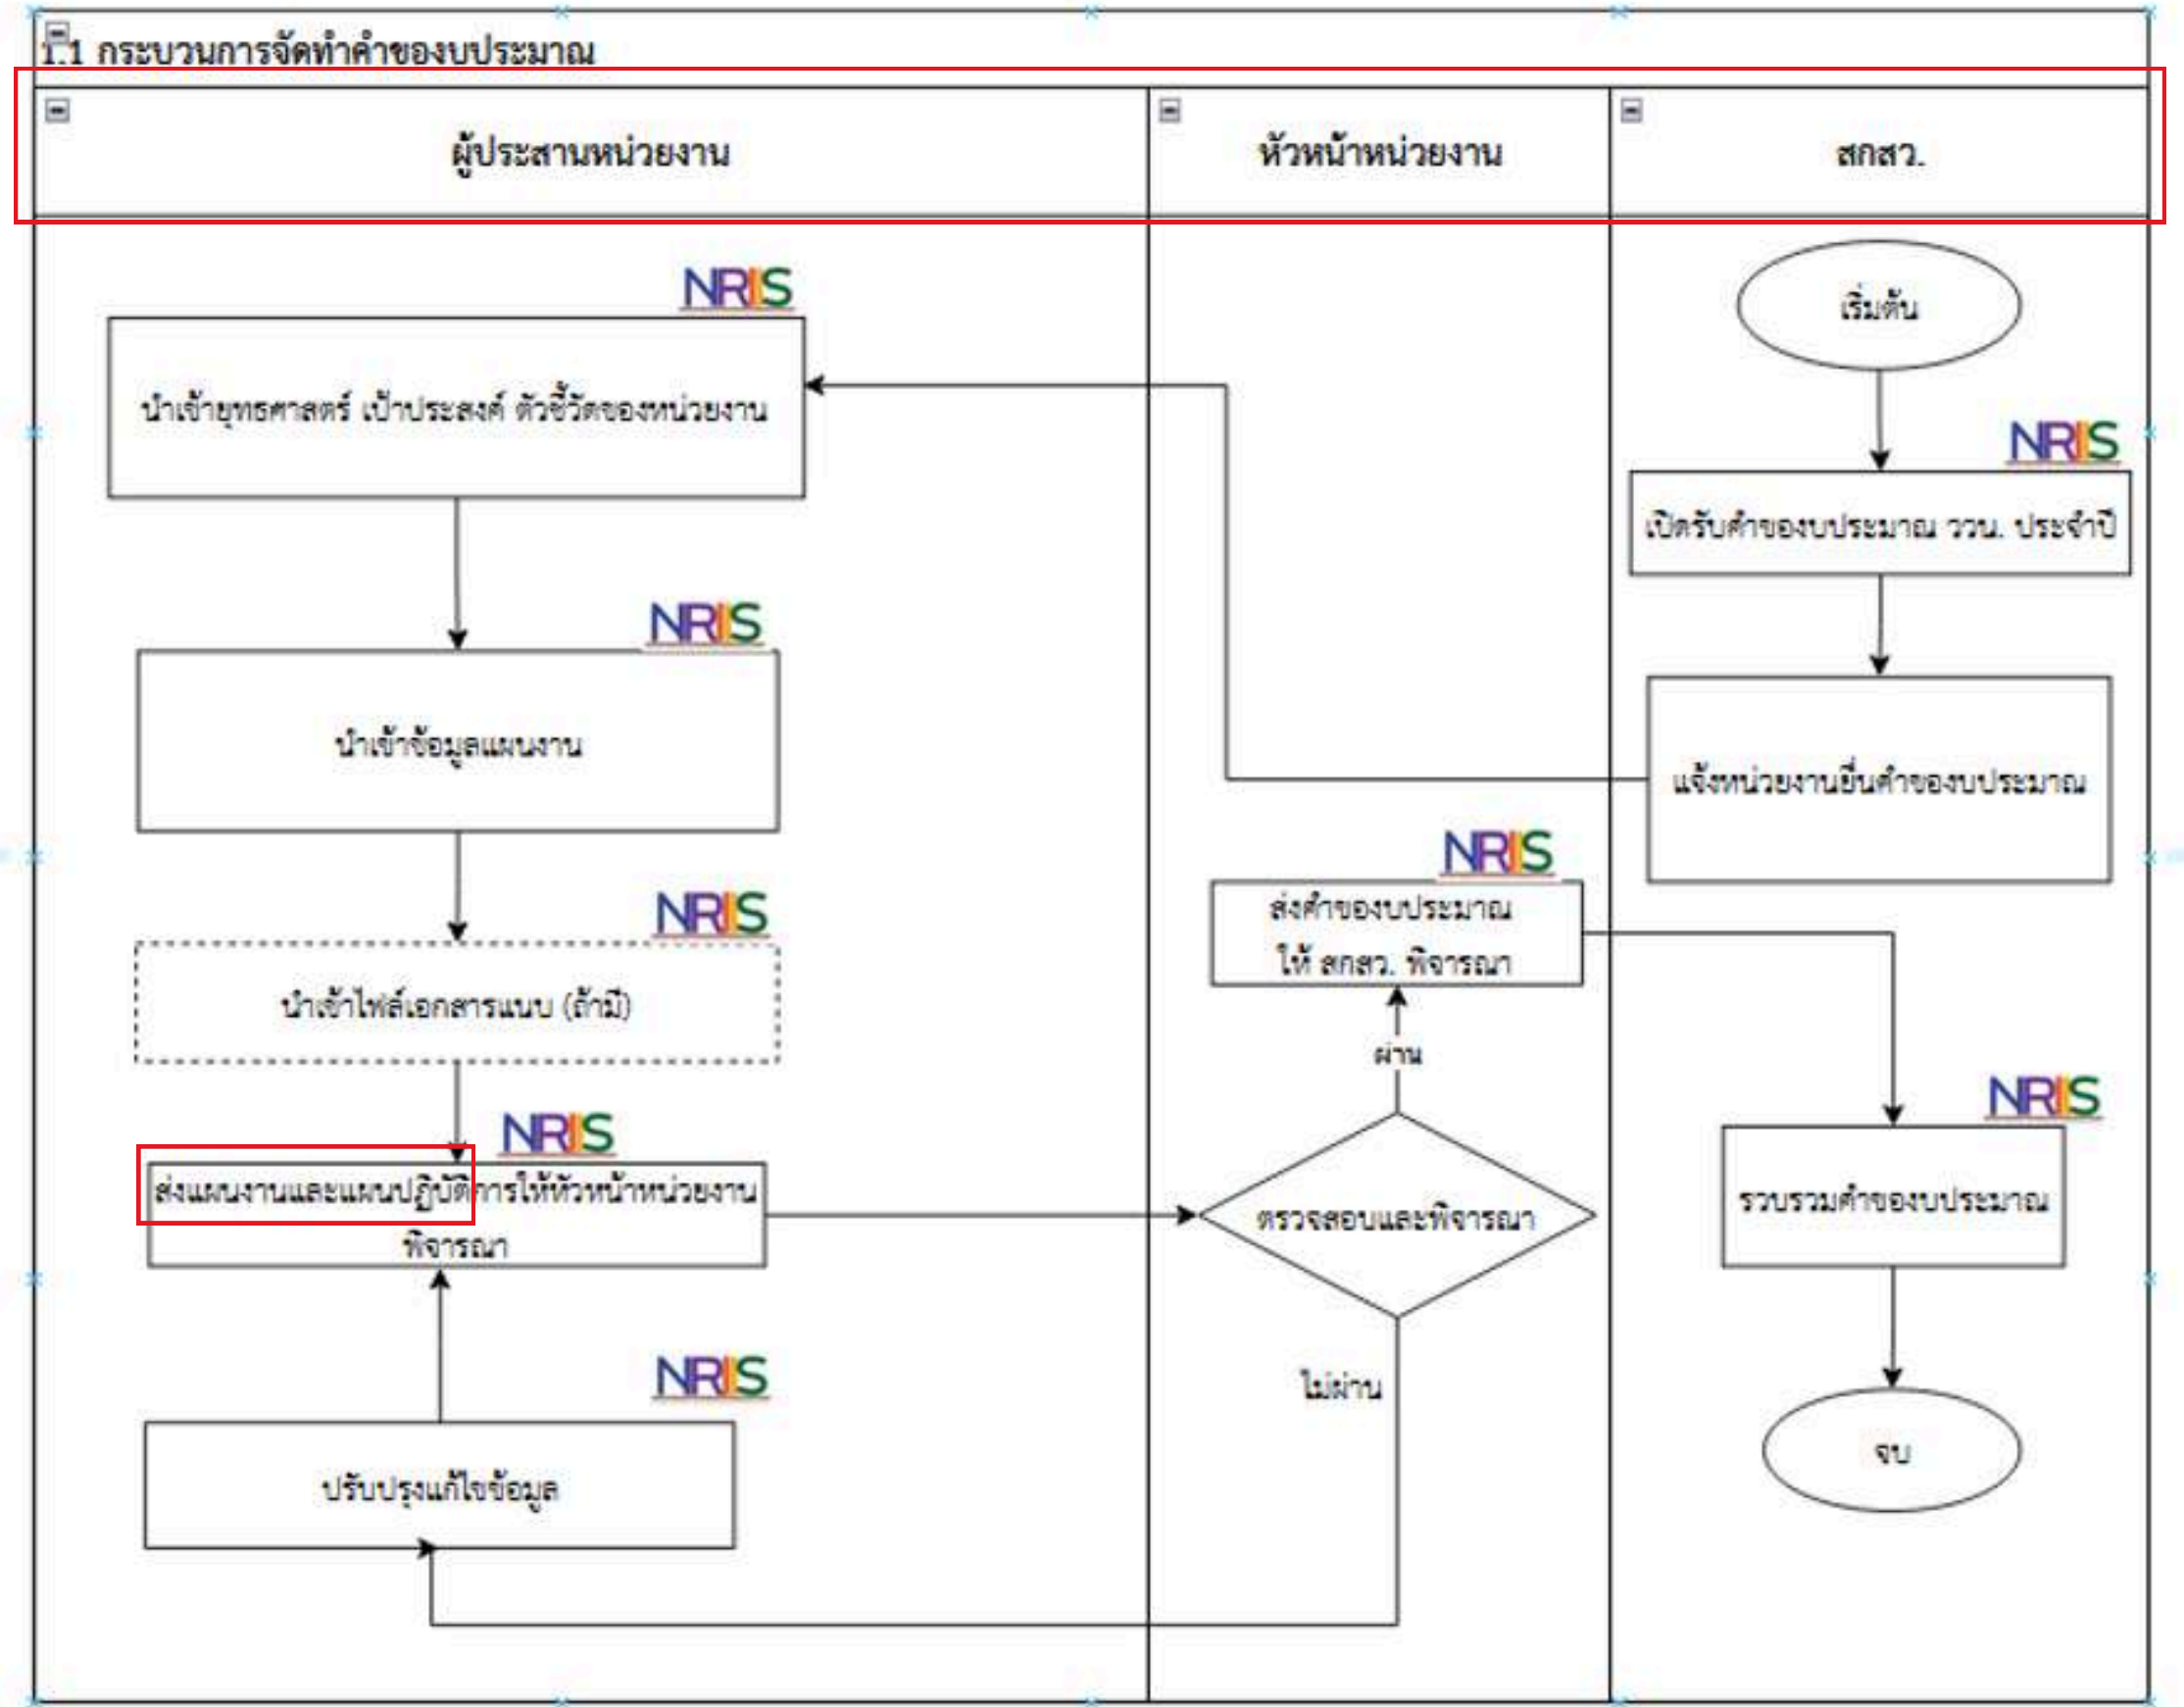 1.1 กระบวนการจัดทำคำของบประมาณ
ผู้ประสานหน่วยงาน
หัวหน้าหน่วยงาน
สกสว.
NRIIS
นำเข้ายุทธศาสตร์ เป้าประสงค์ ตัวชี้วัดของหน่วยงาน
NRIIS
นำเข้าข้อมูลแผนงาน
NRIIS
นำเข้าไฟล์เอกสารแนบ (ถ้ามี)
NRIIS
ส่งแผนงานและแผนปฏิบัติการให้หัวหน้าหน่วยงาน
พิจารณา
NRIIS
ปรับปรุงแก้ไขข้อมูล
NRIIS
ส่งคำของบประมาณ
ให้ สกสว. พิจารณา
ผ่าน
ตรวจสอบและพิจารณา
ไม่ผ่าน
เริ่มต้น
NRIIS
เปิดรับคำของบประมาณ ววน. ประจำปี
แจ้งหน่วยงานยื่นคำของบประมาณ
NRIIS
รวบรวมคำของบประมาณ
จบ